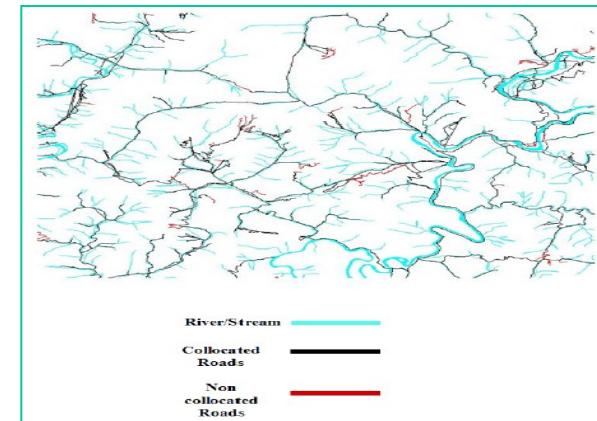 River/Stream
Collocated
Roads
Non
collocated
Roads